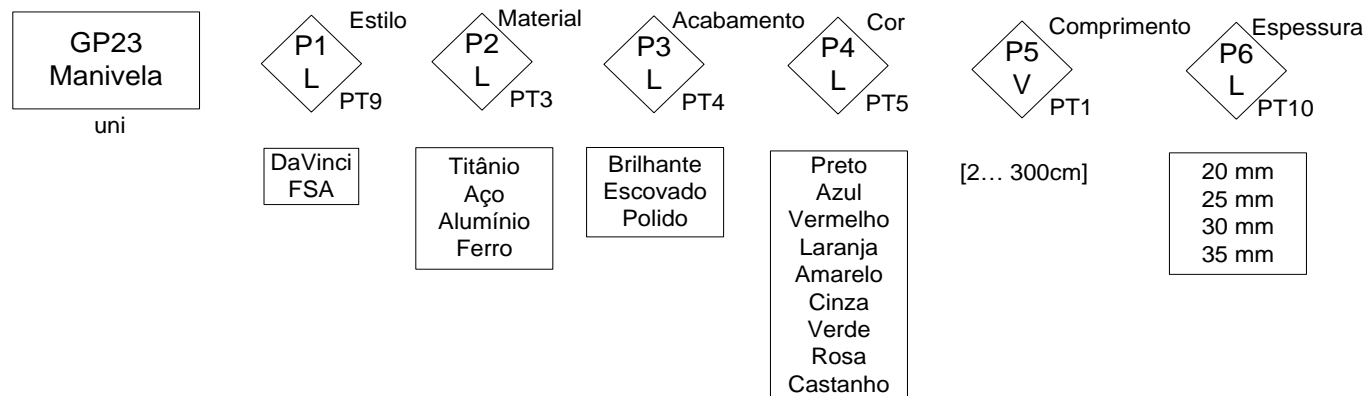 GP23
Manivela
uni
Estilo
P1
L
PT9
DaVinci
FSA
Material
P2
L
PT3
Titânio
Aço
Alumínio
Ferro
Acabamento
P3
L
PT4
Brilhante
Escovado
Polido
Cor
P4
L
PT5
Preto
Azul
Vermelho
Laranja
Amarelo
Cinza
Verde
Rosa
Castanho
Comprimento
P5
V
PT1
[2… 300cm]
Espessura
P6
L
PT10
20 mm
25 mm
30 mm
35 mm